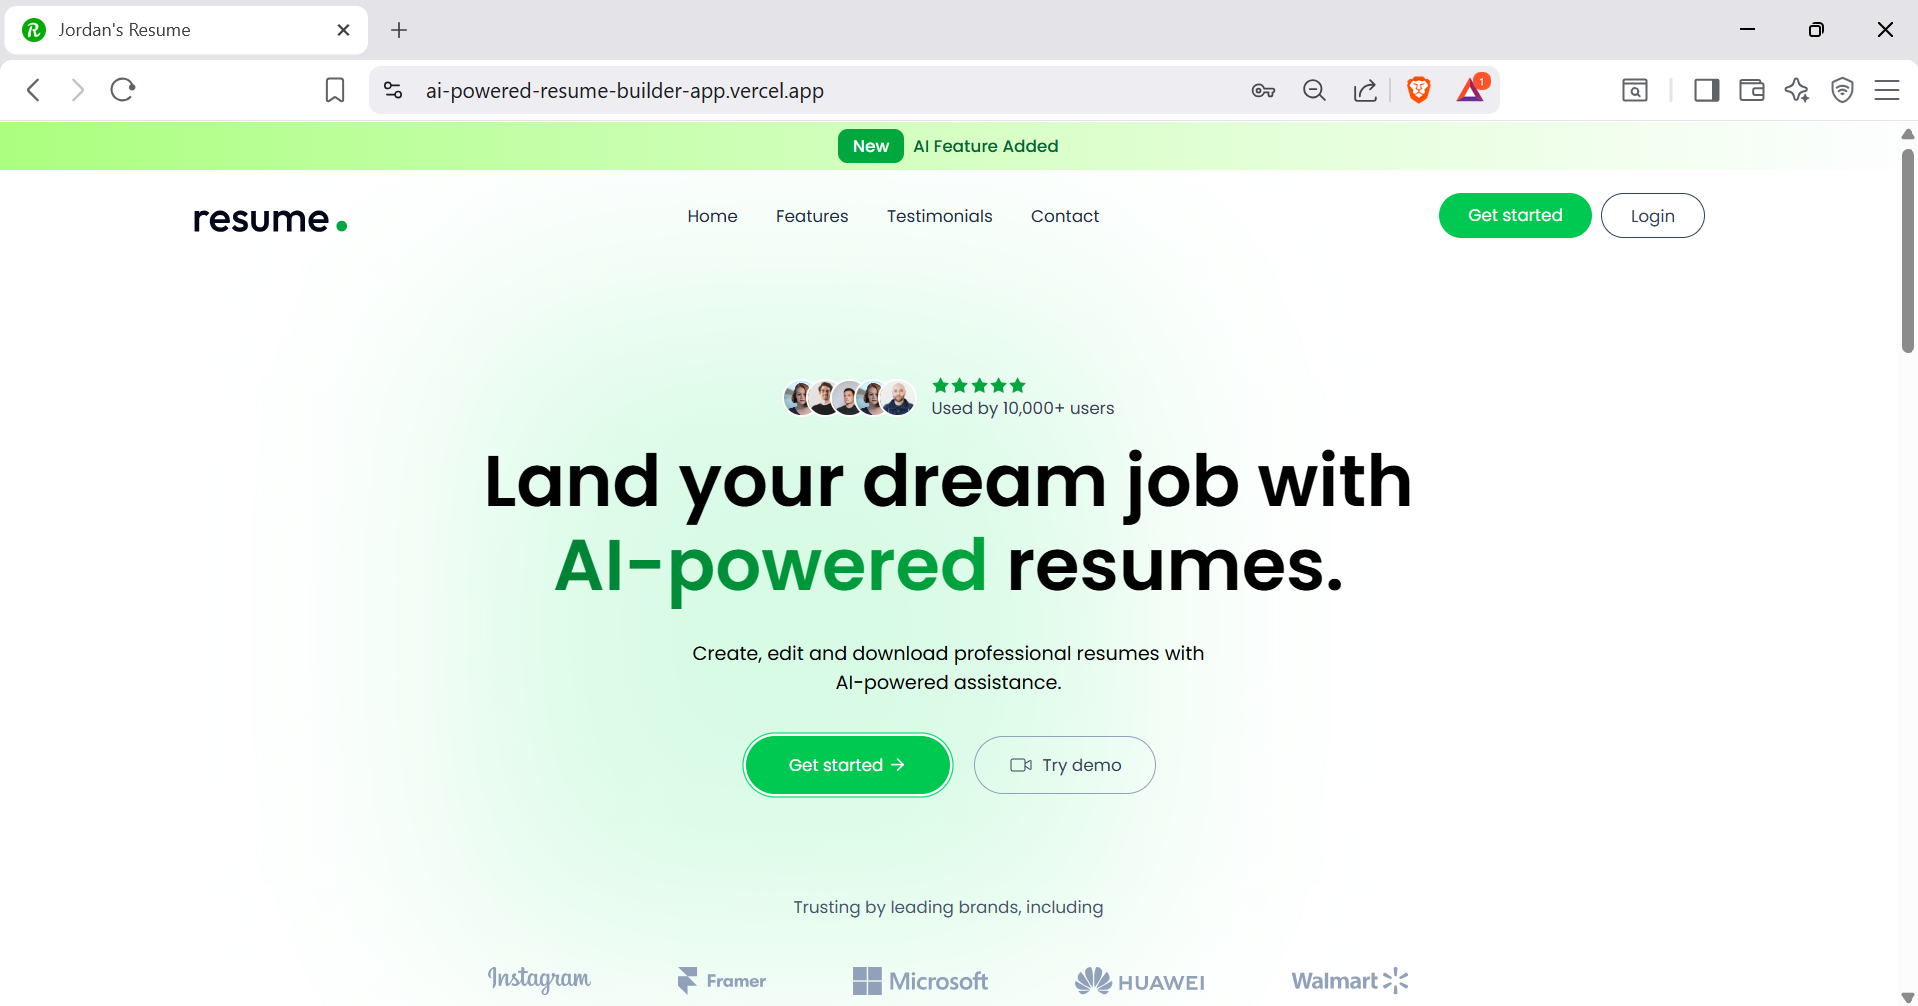 Jordan's Resume
ai-powered-resume-builder-app.vercel.app
1
New AI Feature Added
resume.
Home Features Testimonials Contact
Get started Login
Used by 10,000+ users
Land your dream job with
AI-powered resumes.
Create, edit and download professional resumes with
AI-powered assistance.
Get started → Try demo
Trusting by leading brands, including
Instagram Framer Microsoft HUAWEI Walmart